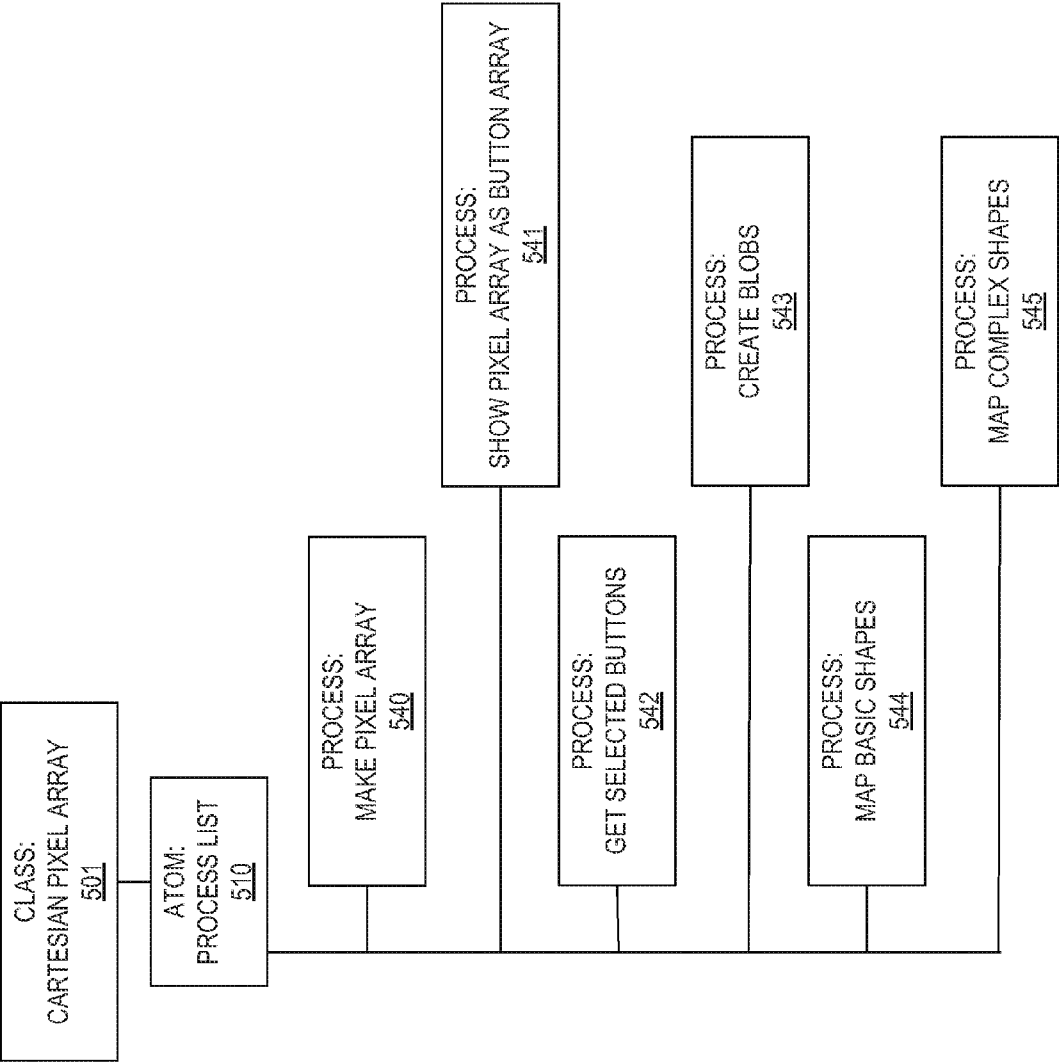 CLASS:
CARTESIAN PIXEL ARRAY
501
ATOM:
PROCESS LIST
510
PROCESS:
MAKE PIXEL ARRAY
540
PROCESS:
SHOW PIXEL ARRAY AS BUTTON ARRAY
541
PROCESS:
GET SELECTED BUTTONS
542
PROCESS:
CREATE BLOBS
543
PROCESS:
MAP BASIC SHAPES
544
PROCESS:
MAP COMPLEX SHAPES
545